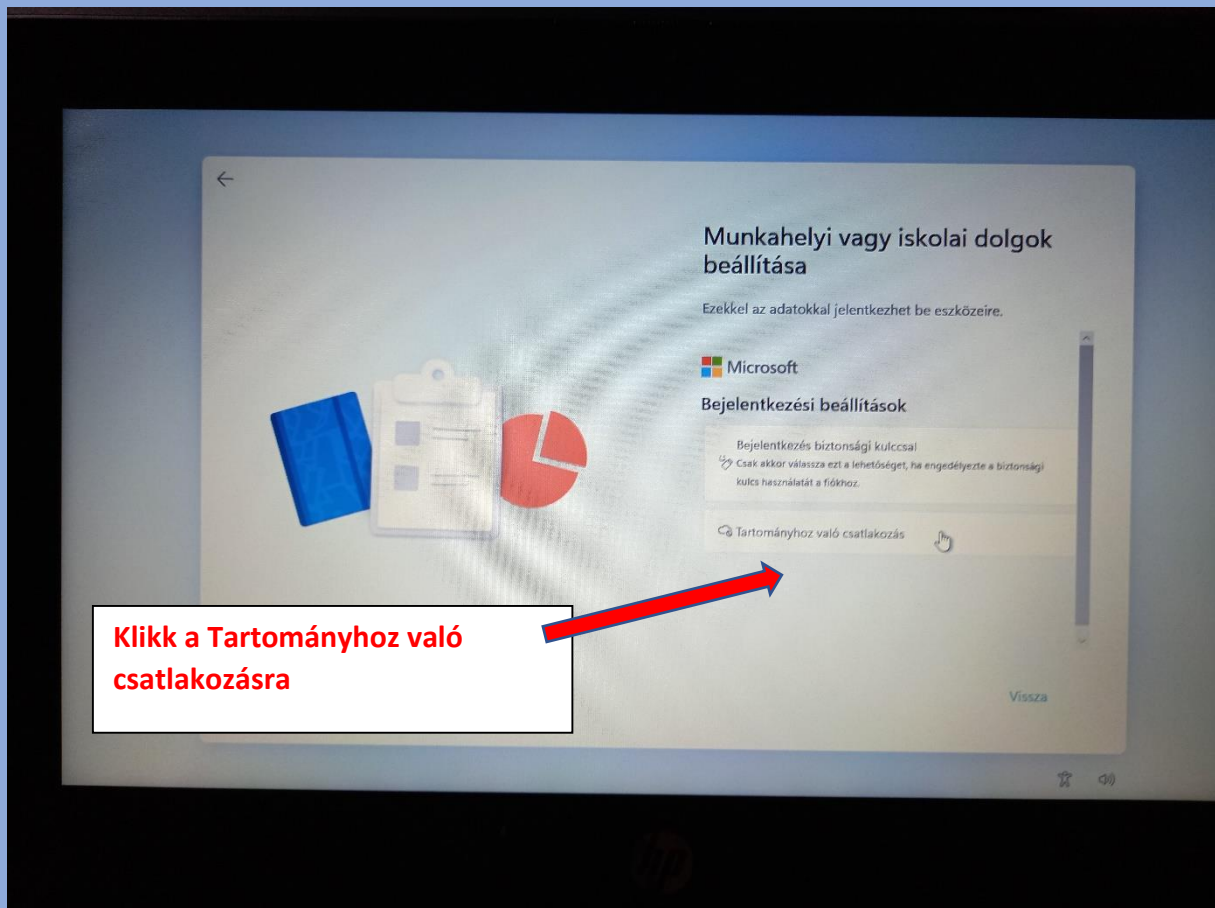 Munkahelyi vagy iskolai dolgok
beállítása
Ezekkel az adatokkal jelentkezhet be eszközeire.
Microsoft
Bejelentkezési beállítások
Bejelentkezés biztonsági kulccsal
Csak akkor válassza ezt a lehetőséget, ha engedélyezte a biztonsági
kulcs használatát a fiókhoz.
Tartományhoz való csatlakozás
Klikk a Tartományhoz való
csatlakozásra
Vissza
hp